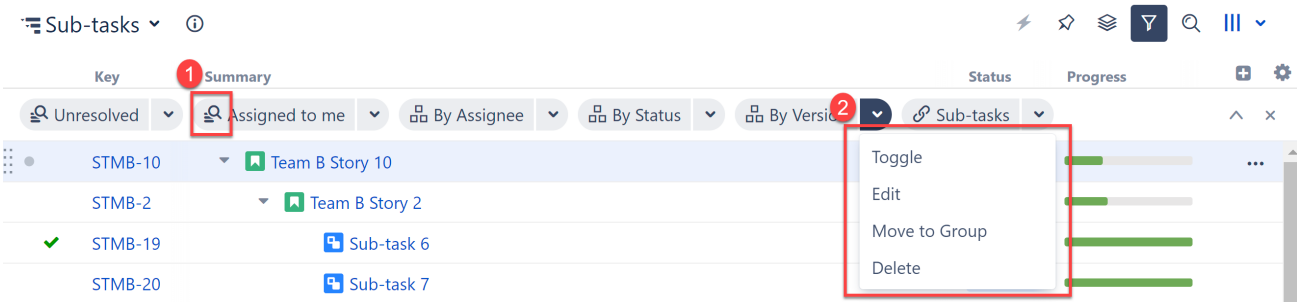 Sub-tasks
Key
1
Summary
Status
Progress
Unresolved
Assigned to me
By Assignee
By Status
By Versio
2
Sub-tasks
STMB-10
Team B Story 10
STMB-2
Team B Story 2
STMB-19
Sub-task 6
STMB-20
Sub-task 7
Toggle
Edit
Move to Group
Delete